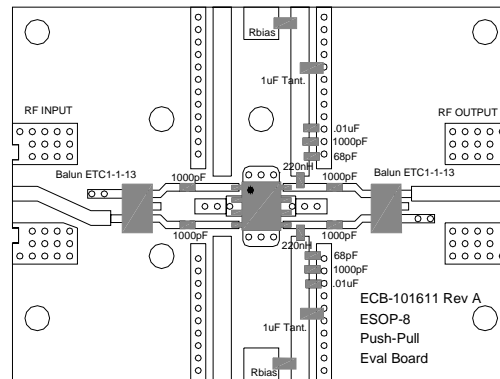 Rbias
1uF Tant.
RF INPUT
RF OUTPUT
.01uF
1000pF
68pF
Balun ETC1-1-13
220nH
Balun ETC1-1-13
1000pF
1000pF
1000pF
1000pF
220nH
68pF
1000pF
.01uF
1uF Tant.
Rbias
ECB-101611 Rev A
ESOP-8
Push-Pull
Eval Board